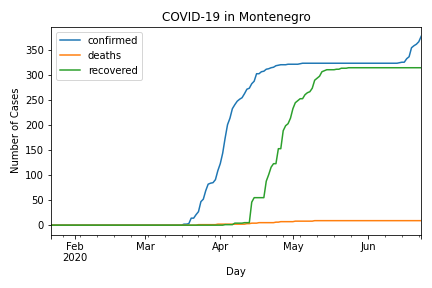 COVID-19 in Montenegro
confirmed
deaths
recovered
Number of Cases
350
300
250
200
150
100
50
0
Feb
2020
Mar
Apr
May
Jun
Day